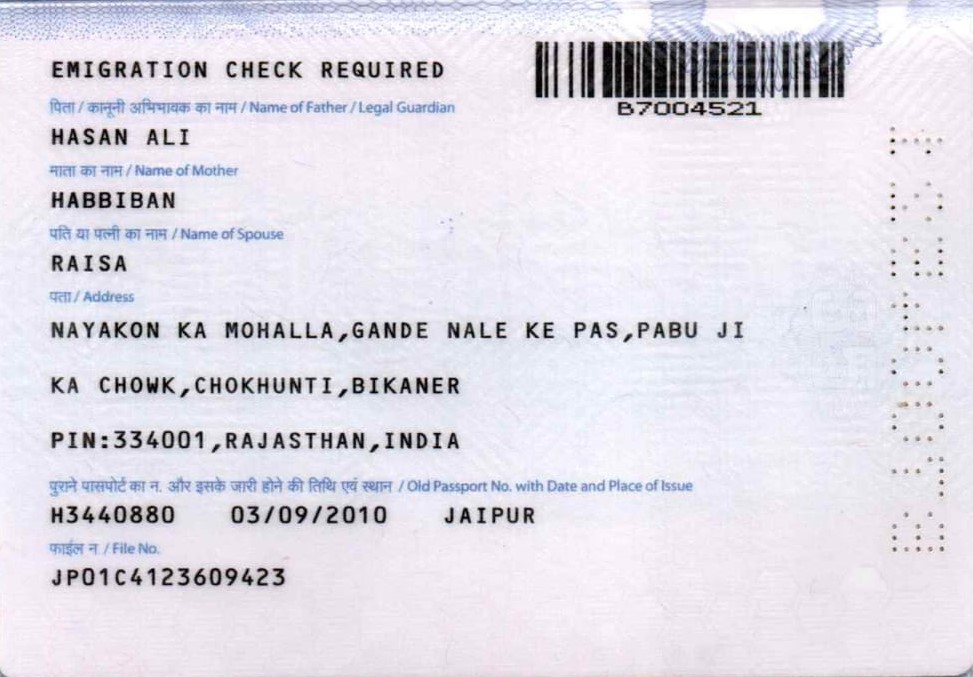 EMIGRATION CHECK REQUIRED
B7004521
पिता / कानूनी अभिभावक का नाम / Name of Father / Legal Guardian
HASAN ALI
माता का नाम / Name of Mother
HABBIBAN
पति या पत्नी का नाम / Name of Spouse
RAISA
पता / Address
NAYAKON KA MOHALLA,GANDE NALE KE PAS,PABU JI
KA CHOWK,CHOKHUNTI,BIKANER
PIN:334001,RAJASTHAN,INDIA
पुराने पासपोर्ट का न. और इसके जारी होने की तिथि एवं स्थान / Old Passport No. with Date and Place of Issue
H3440880 03/09/2010 JAIPUR
फाईल न / File No.
JP01C4123609423